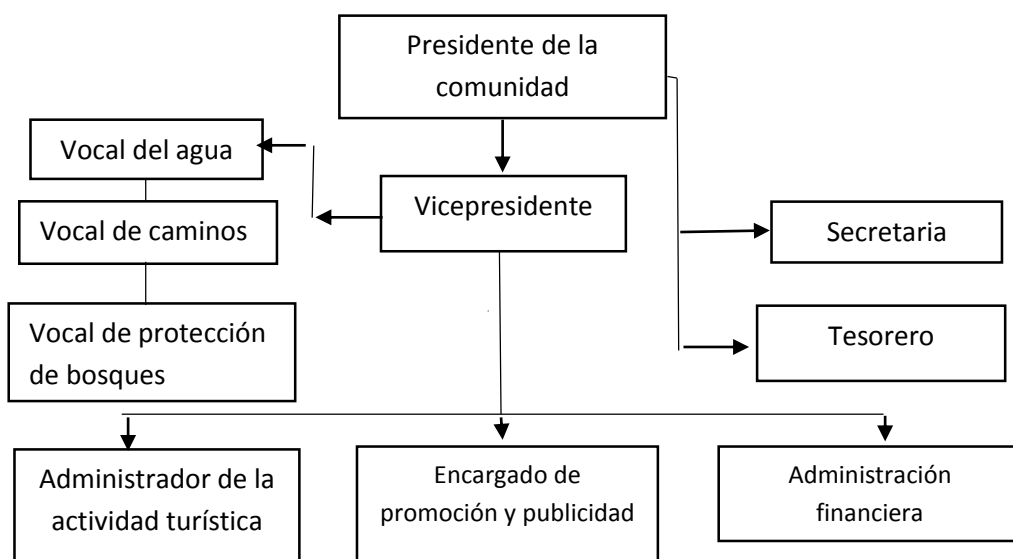 Presidente de la
comunidad
Vocal del agua
Vicepresidente
Vocal de caminos
Secretaria
Vocal de protección
de bosques
Tesorero
Administrador de la
actividad turística
Encargado de
promoción y publicidad
Administración
financiera